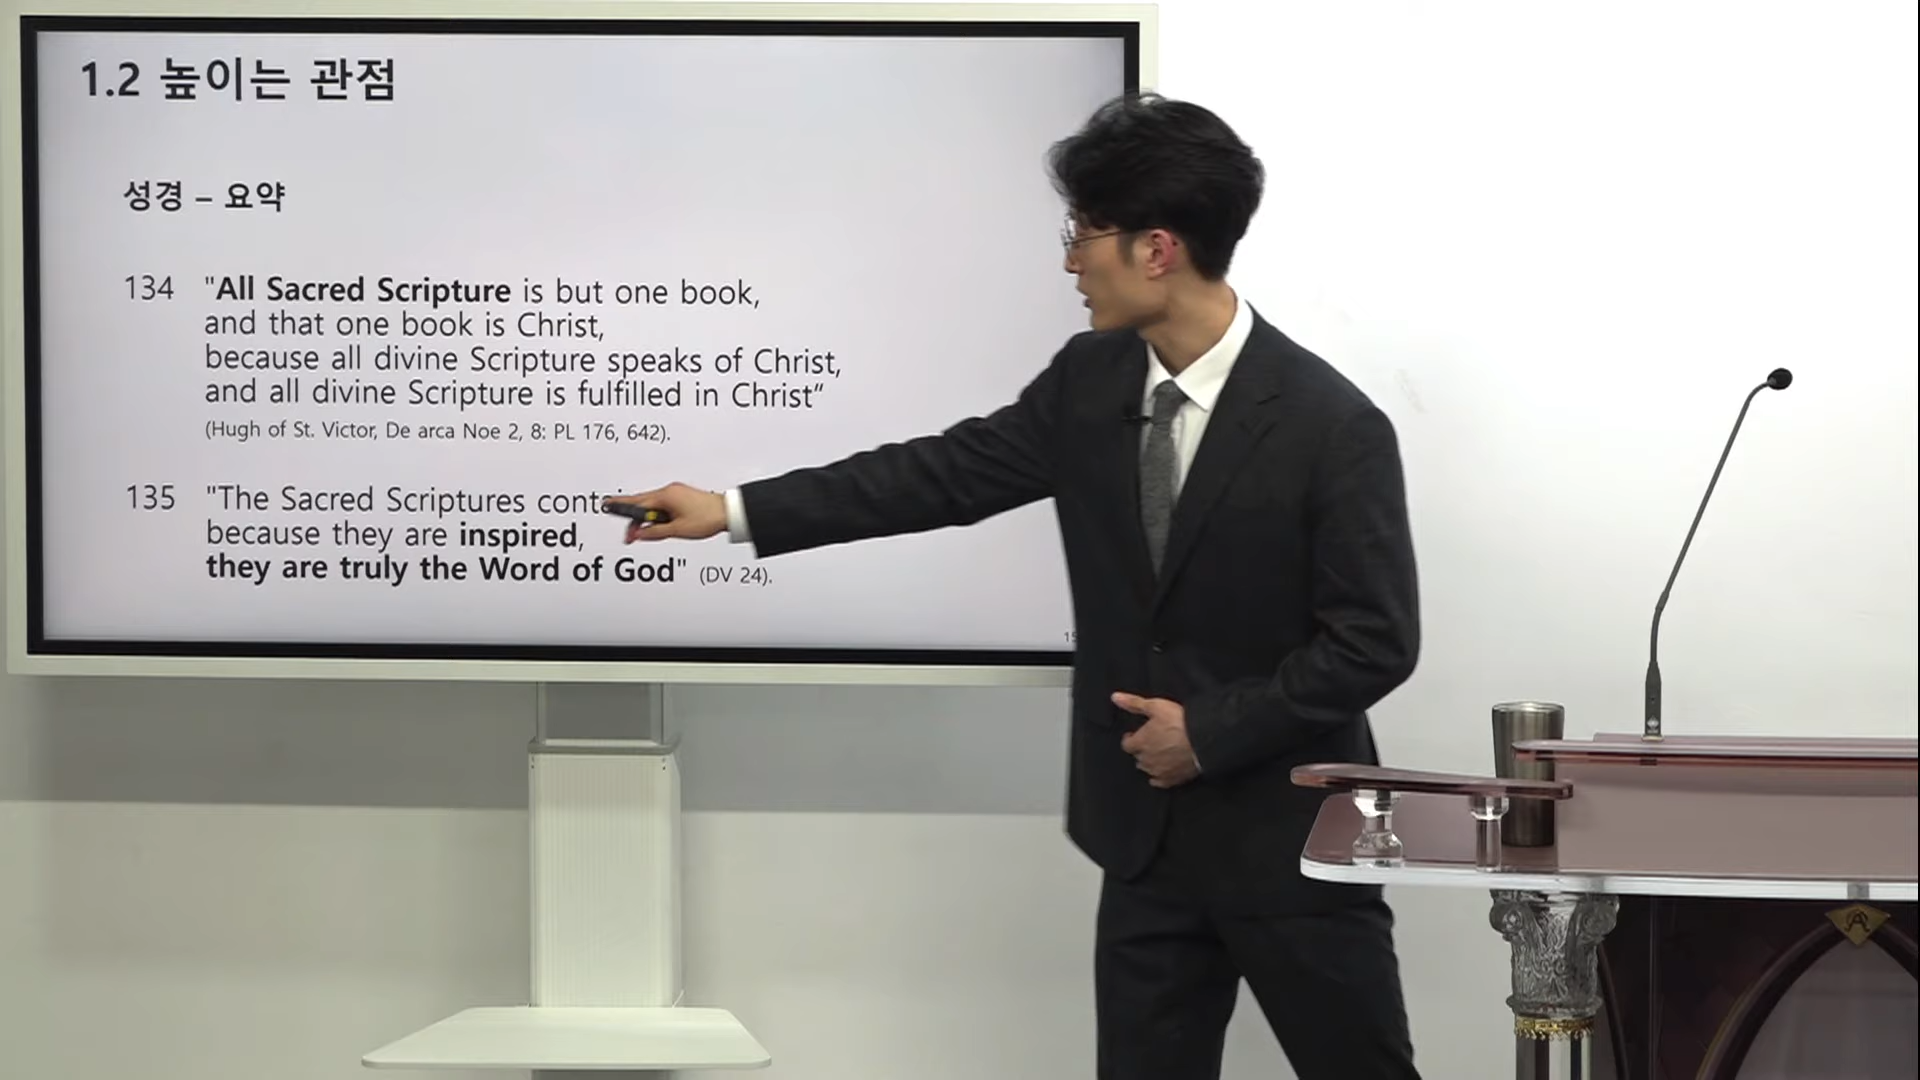 1.2 높이는 관점
성경 – 요약
134 "All Sacred Scripture is but one book,
and that one book is Christ,
because all divine Scripture speaks of Christ,
and all divine Scripture is fulfilled in Christ“
(Hugh of St. Victor, De arca Noe 2, 8: PL 176, 642).
135 "The Sacred Scriptures
because they are inspired,
they are truly the Word of God" (DV 24).